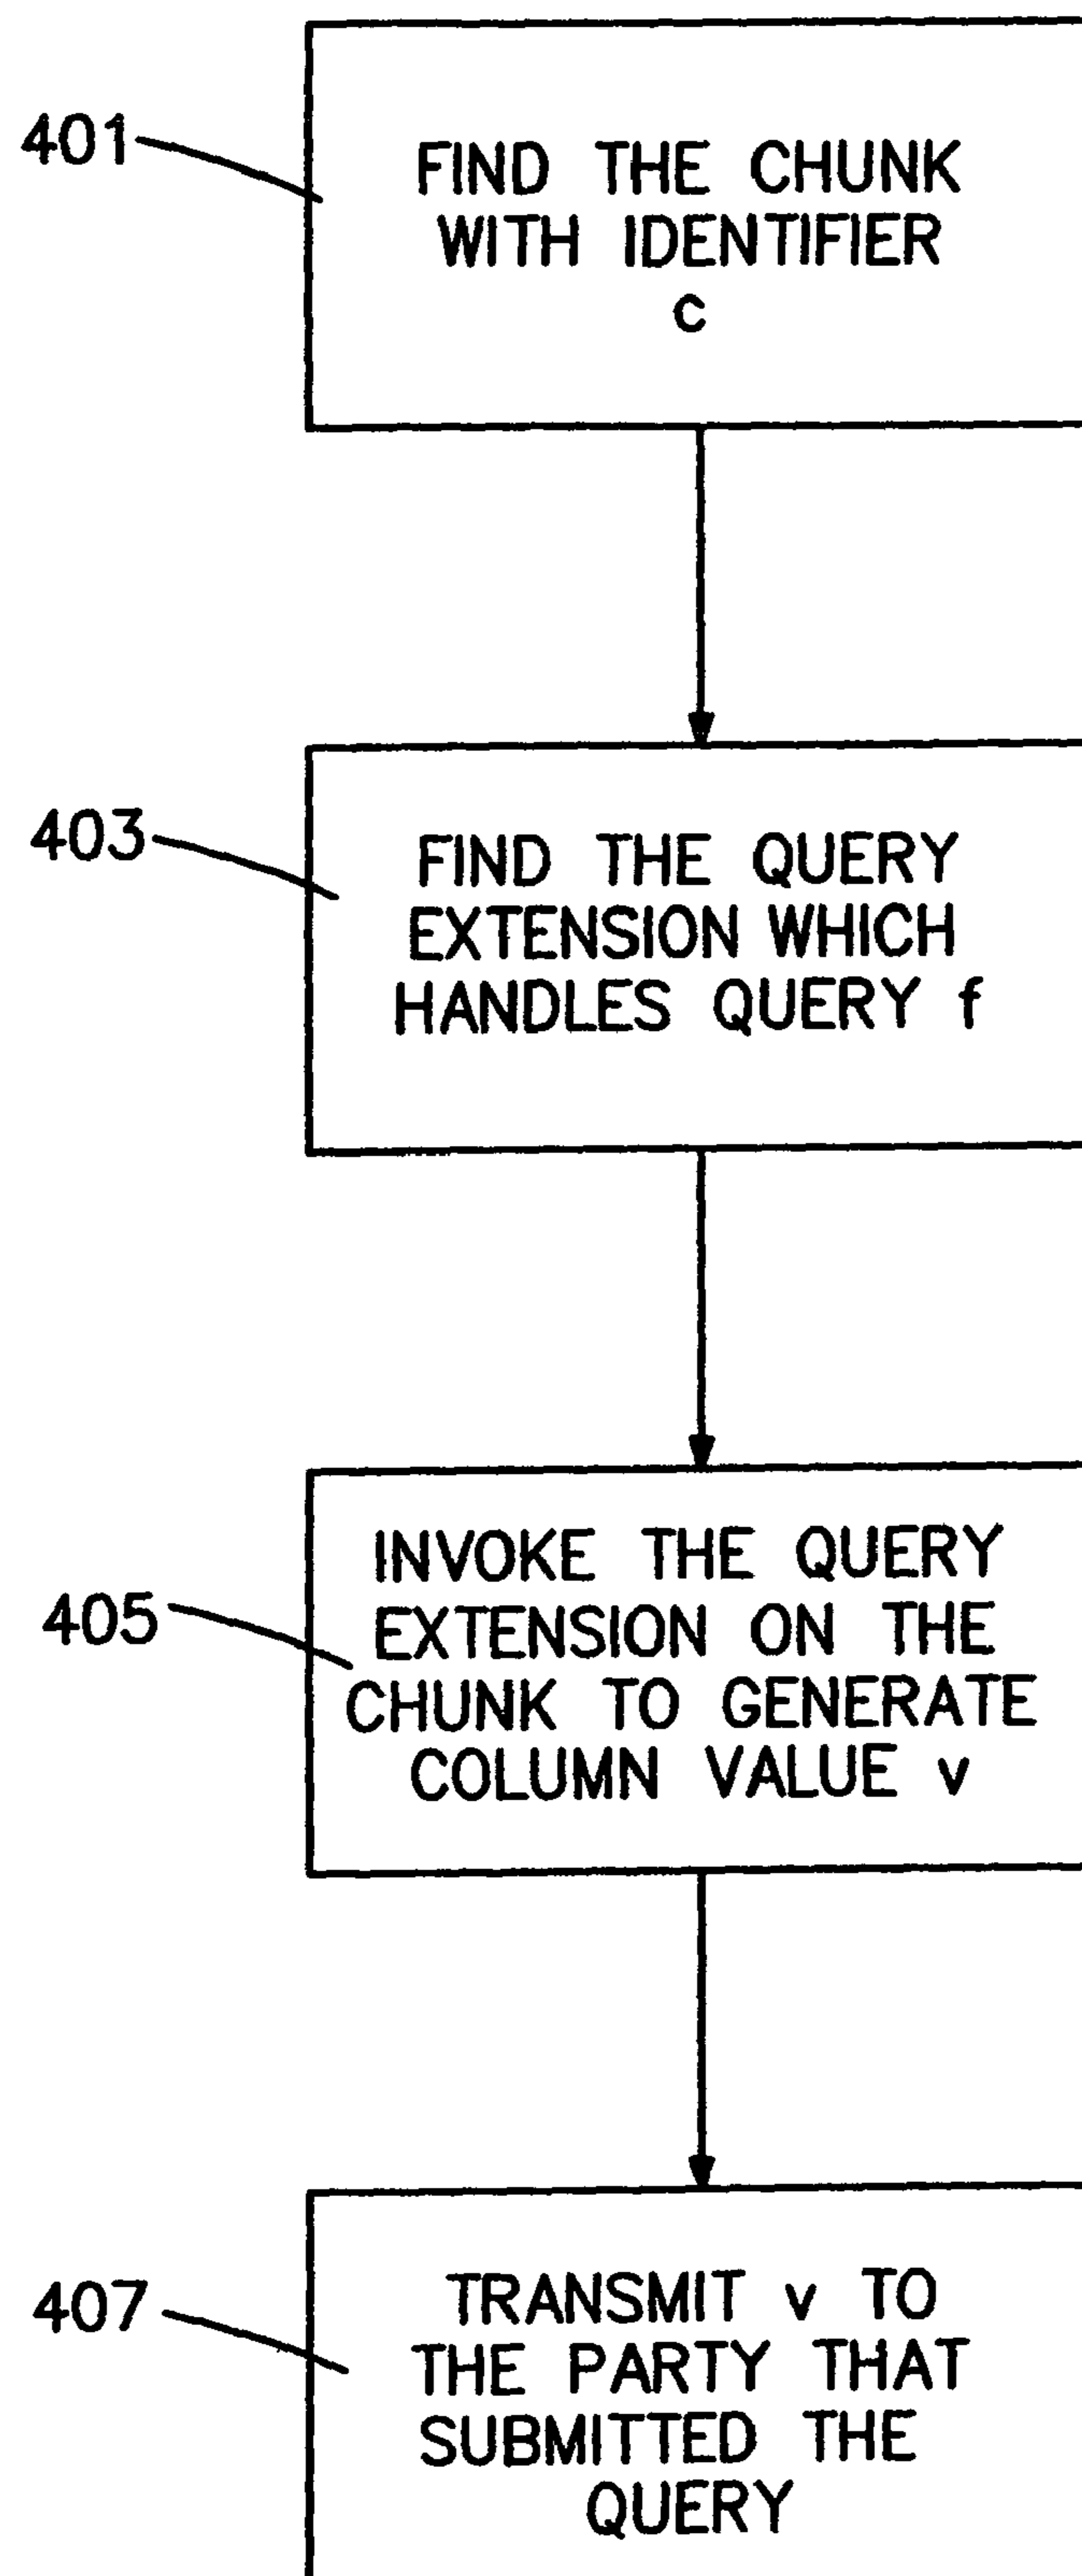 401
FIND THE CHUNK
WITH IDENTIFIER
c
403
FIND THE QUERY
EXTENSION WHICH
HANDLES QUERY f
405
INVOKE THE QUERY
EXTENSION ON THE
CHUNK TO GENERATE
COLUMN VALUE v
407
TRANSMIT v TO
THE PARTY THAT
SUBMITTED THE
QUERY